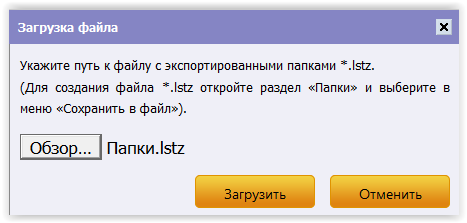 Загрузка файла
Укажите путь к файлу с экспортированными папками *.lstz.
(Для создания файла *.lstz откройте раздел «Папки» и выберите в
меню «Сохранить в файл»).
Обзор... Папки.lstz
Загрузить Отменить